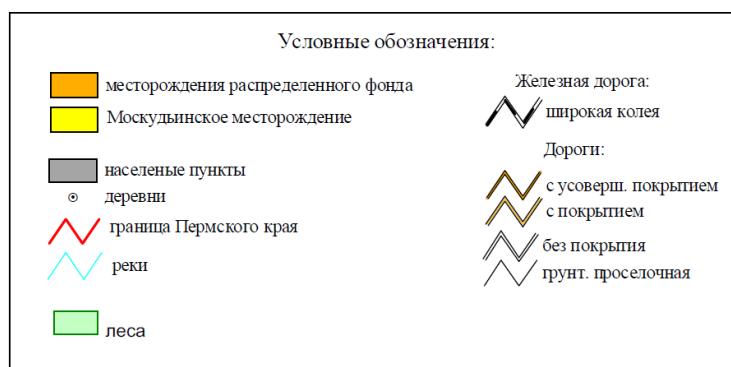 Условные обозначения:
месторождения распределенного фонда
Москудьинское месторождение
населеные пункты
деревни
граница Пермского края
реки
леса
Железная дорога:
широкая колея
Дороги:
с усоверш. покрытием
с покрытием
без покрытия
грунт. проселочная